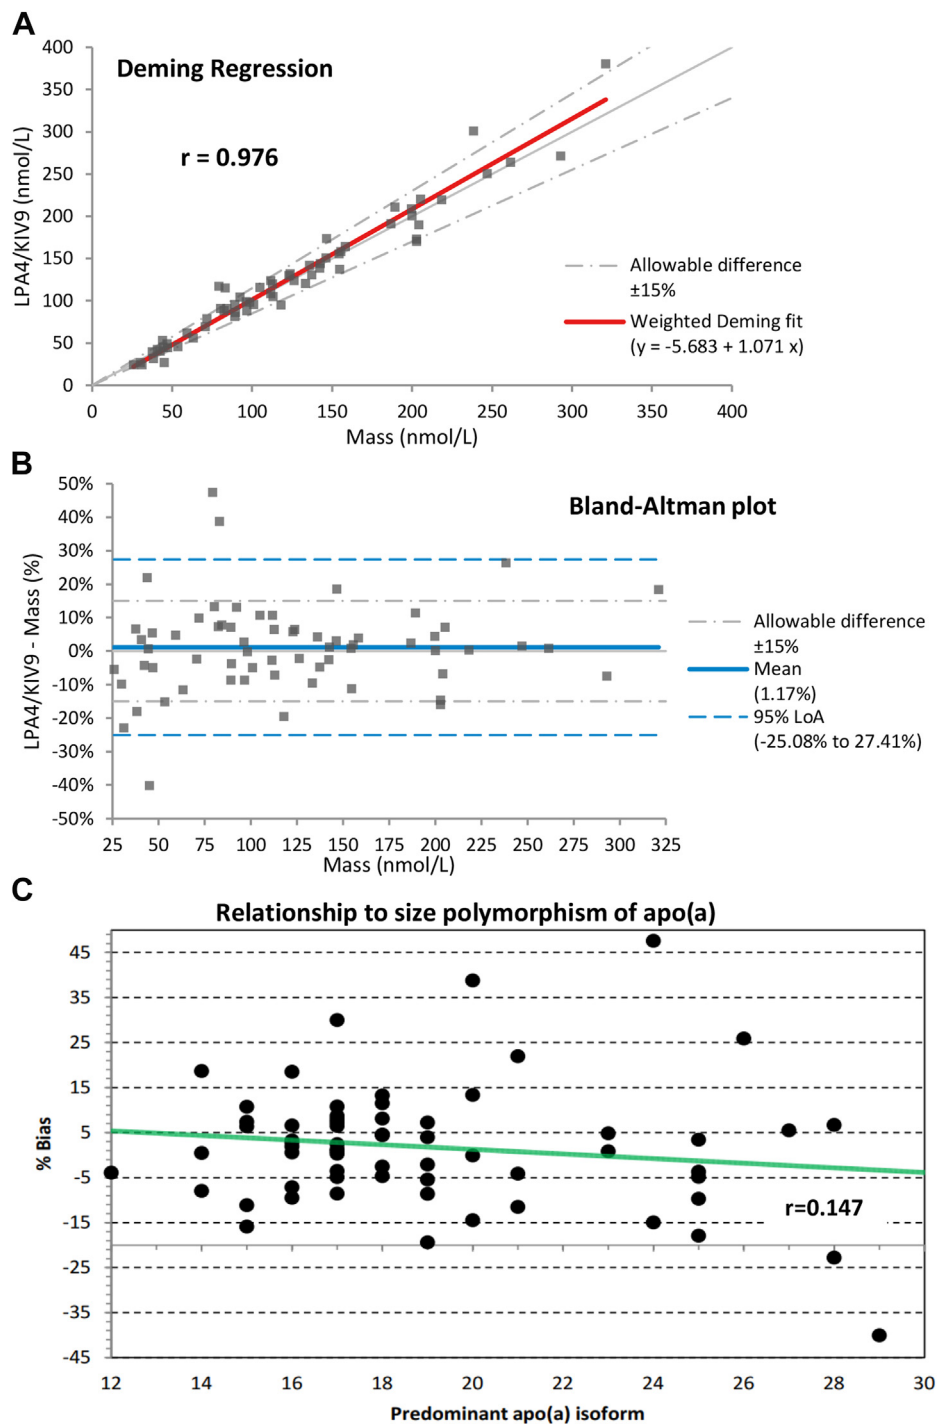 A
Deming Regression
r = 0.976
LPA4/KIV9 (nmol/L)
400
350
300
250
200
150
100
50
0
0 50 100 150 200 250 300 350 400
Mass (nmol/L)
Allowable difference
±15%
Weighted Deming fit
(y = -5.683 + 1.071 x)
B
Bland-Altman plot
LPA4/KIV9 - Mass (%)
50%
40%
30%
20%
10%
0%
-10%
-20%
-30%
-40%
-50%
25 50 75 100 125 150 175 200 225 250 275 300 325
Mass (nmol/L)
Allowable difference
±15%
Mean
(1.17%)
95% LoA
(-25.08% to 27.41%)
C
Relationship to size polymorphism of apo(a)
% Bias
45
35
25
15
5
-5
-15
-25
-35
-45
r=0.147
12 14 16 18 20 22 24 26 28 30
Predominant apo(a) isoform